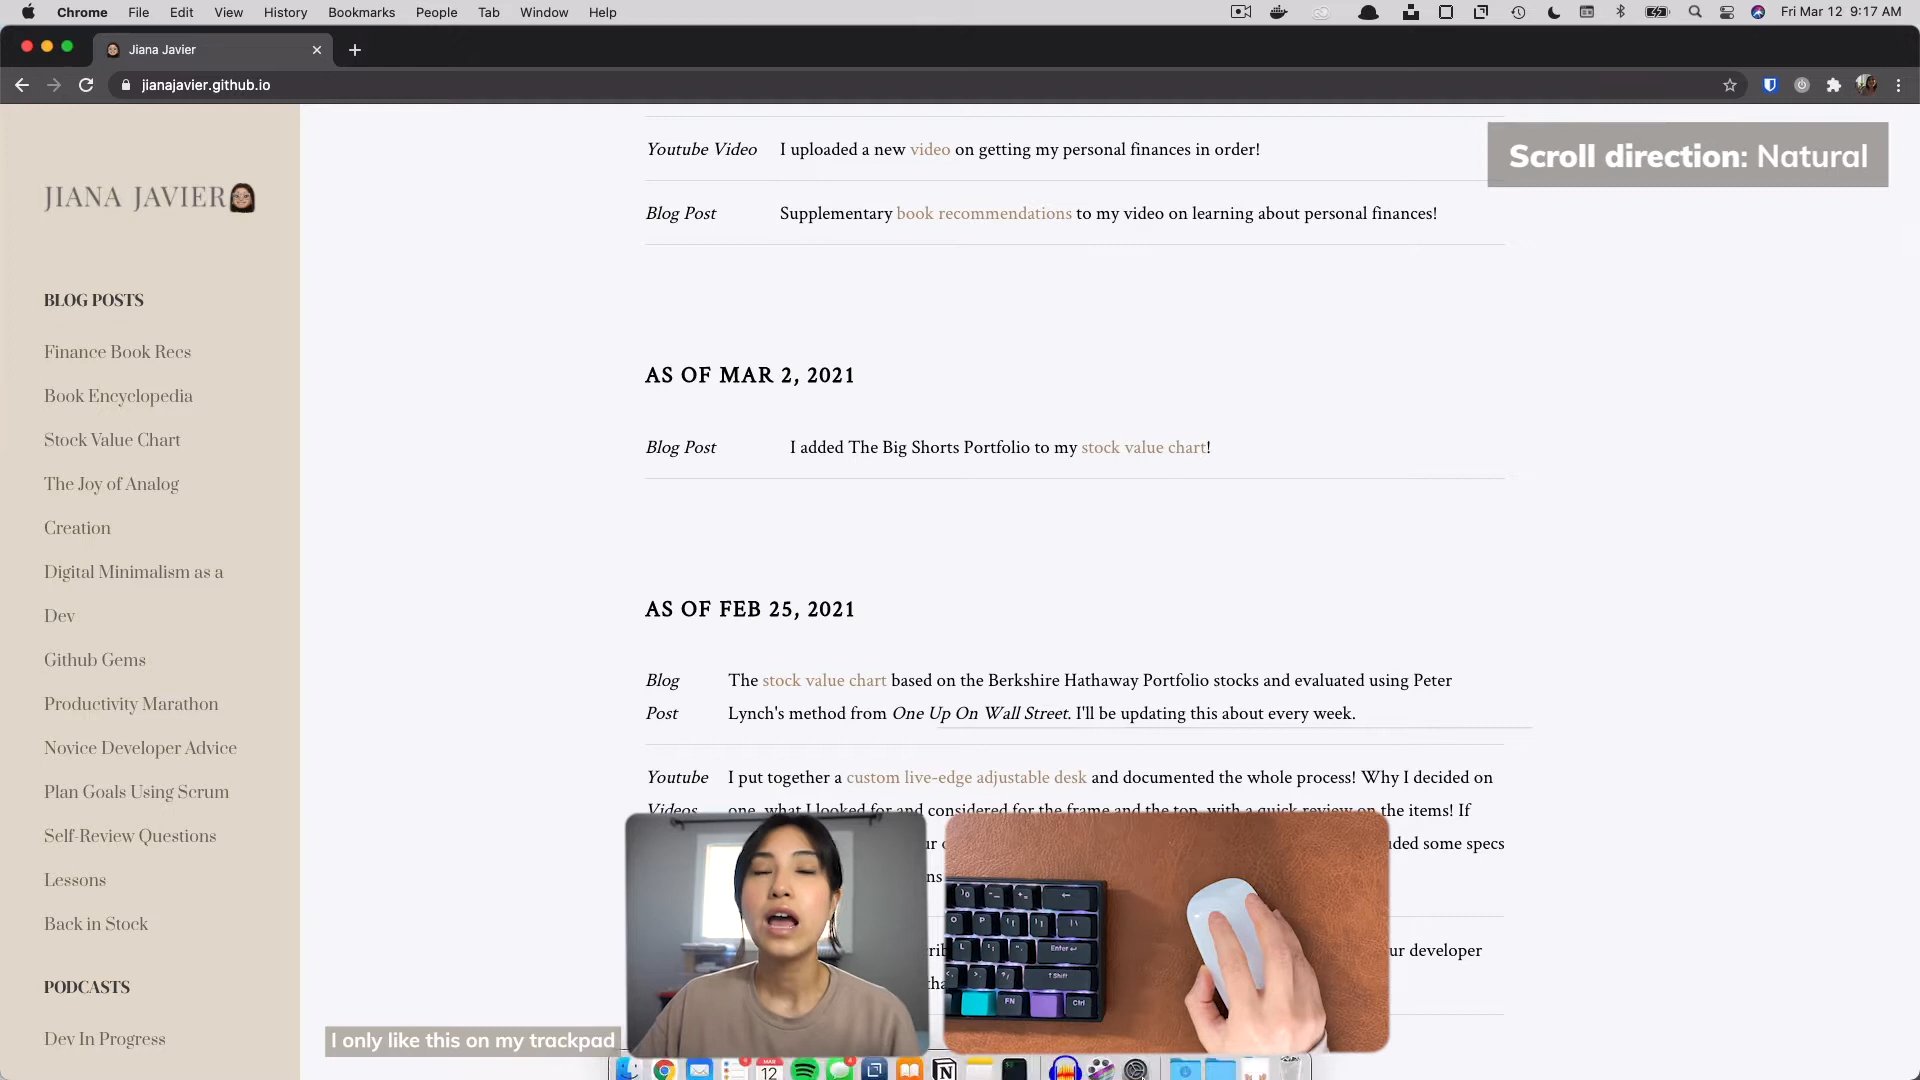 Chrome File Edit View History Bookmarks People Tab Window Help
Fri Mar 12 9:17 AM
Jiana Javier
jianajavier.github.io
Scroll direction: Natural
JIANA JAVIER
BLOG POSTS
Finance Book Recs
Book Encyclopedia
Stock Value Chart
The Joy of Analog
Creation
Digital Minimalism as a
Dev
Github Gems
Productivity Marathon
Novice Developer Advice
Plan Goals Using Scrum
Self-Review Questions
Lessons
Back in Stock
PODCASTS
Dev In Progress
Youtube Video I uploaded a new video on getting my personal finances in order!
Blog Post Supplementary book recommendations to my video on learning about personal finances!
AS OF MAR 2, 2021
Blog Post I added The Big Shorts Portfolio to my stock value chart!
AS OF FEB 25, 2021
Blog The stock value chart based on the Berkshire Hathaway Portfolio stocks and evaluated using Peter
Post Lynch's method from One Up On Wall Street. I'll be updating this about every week.
Youtube I put together a custom live-edge adjustable desk and documented the whole process! Why I decided on
Videos one, what I looked for and considered for the frame and the top, with a quick review on the items! If
some specs
developer
Enter
Shift
FN
Ctrl
I only like this on my trackpad
MAR
12